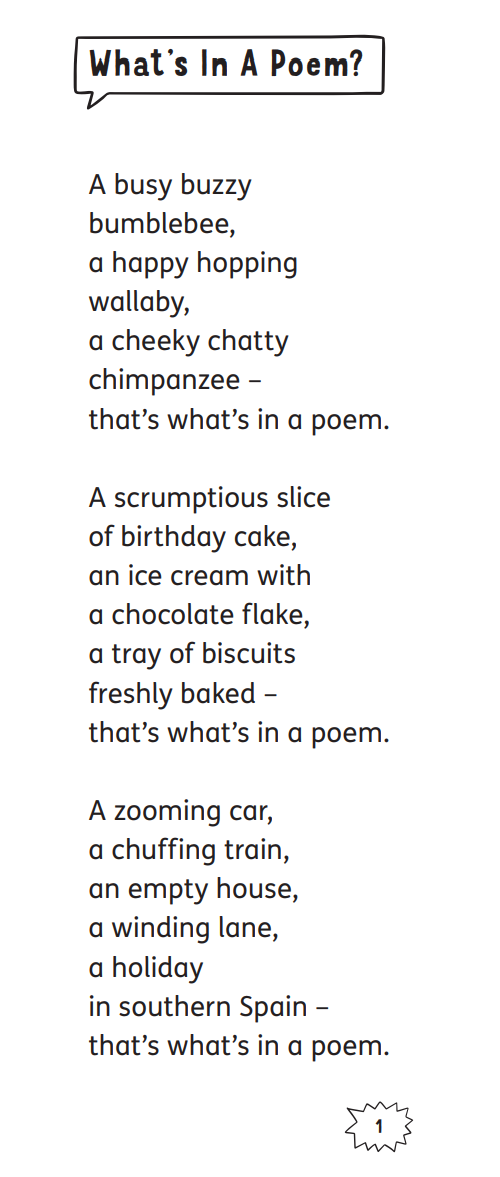 What's In A Poem?
A busy buzzy
bumblebee,
a happy hopping
wallaby,
a cheeky chatty
chimpanzee –
that's what's in a poem.
A scrumptious slice
of birthday cake,
an ice cream with
a chocolate flake,
a tray of biscuits
freshly baked –
that's what's in a poem.
A zooming car,
a chuffing train,
an empty house,
a winding lane,
a holiday
in southern Spain –
that's what's in a poem.
1